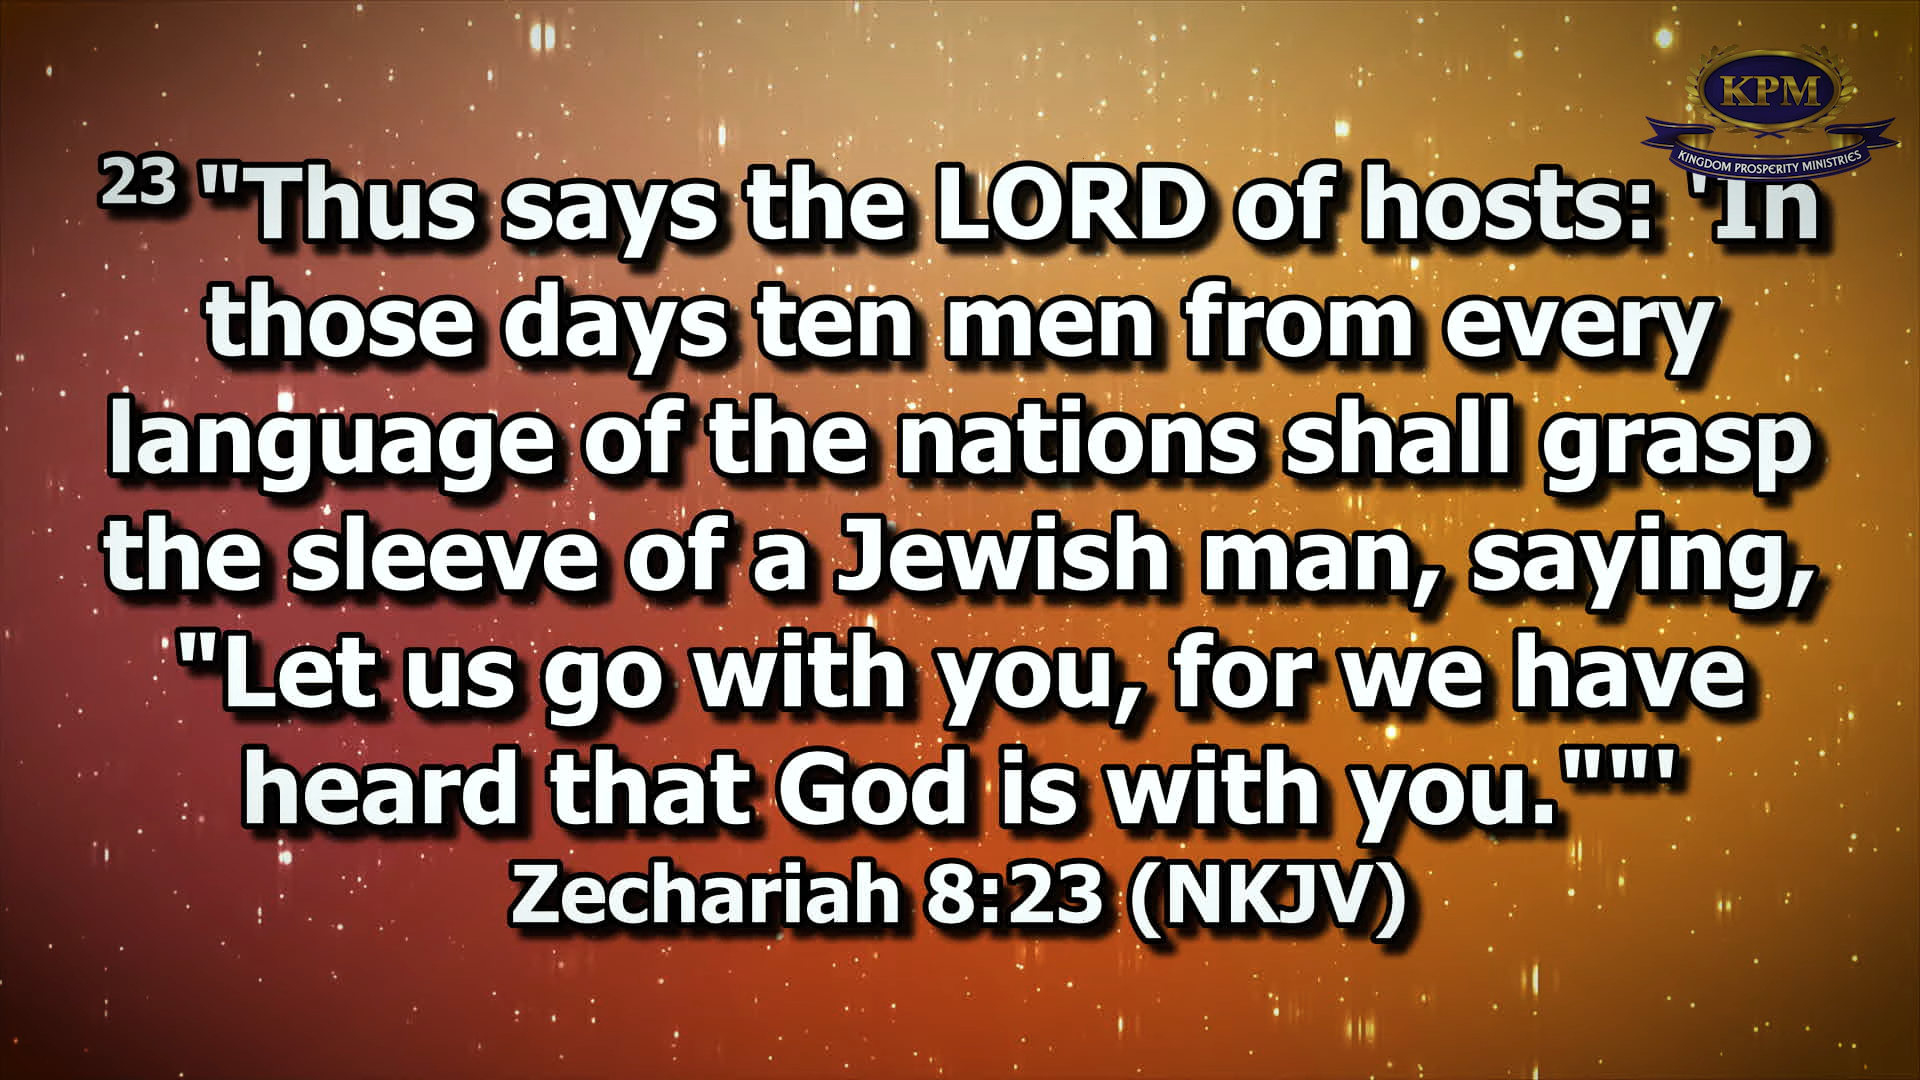 KPM
KINGDOM PROSPERITY MINISTRIES
23 "Thus says the LORD of hosts: 'In
those days ten men from every
language of the nations shall grasp
the sleeve of a Jewish man, saying,
"Let us go with you, for we have
heard that God is with you.""'
Zechariah 8:23 (NKJV)